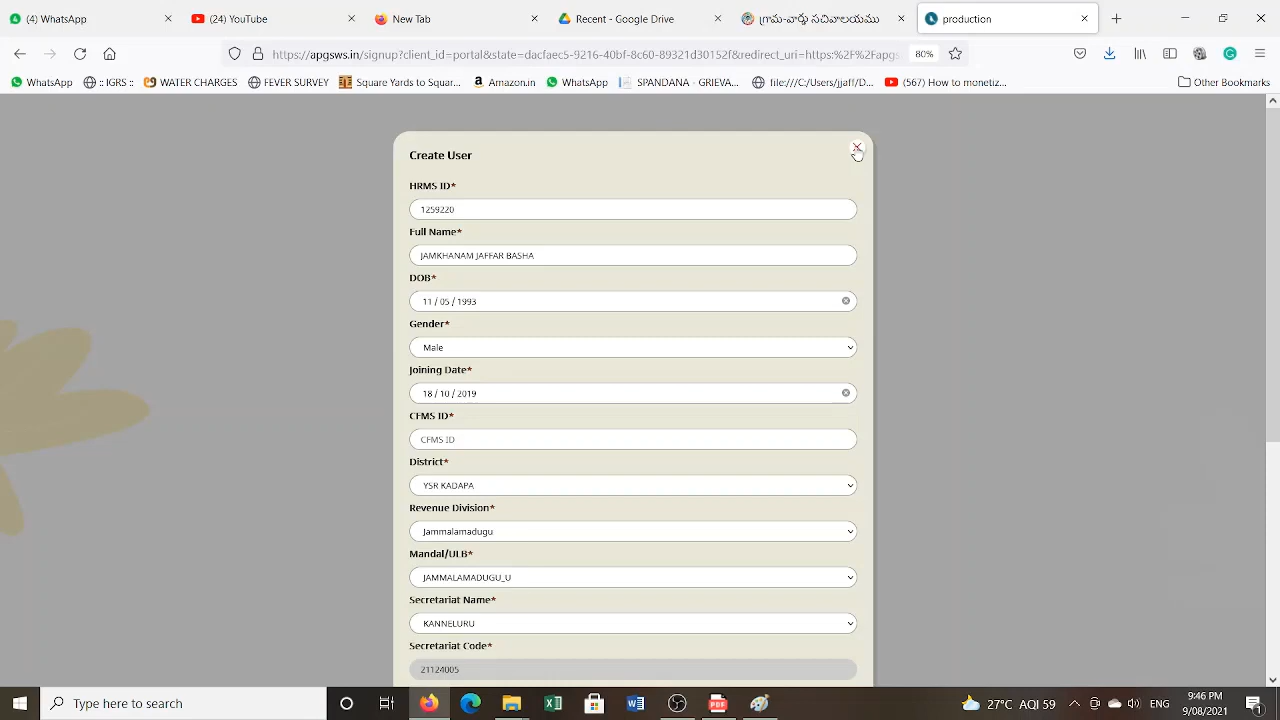 (4) WhatsApp
(24) YouTube
New Tab
Recent - Google Drive
గ్రామ-వార్డు సచివాలయము
production
https://apgsws.in/signup?client_id=portal&state=dacfaec5-9216-40bf-8c60-89321d30152f&redirect_uri=https:%2F%2Fapgs
80%
WhatsApp
:: IGRS ::
WATER CHARGES
FEVER SURVEY
Square Yards to Squar...
Amazon.in
WhatsApp
SPANDANA - GRIEVA...
file:///C:/Users/jjaff/D...
(567) How to monetiz...
Other Bookmarks
Create User
HRMS ID*
1259220
Full Name*
JAMKHANAM JAFFAR BASHA
DOB*
11 / 05 / 1993
Gender*
Male
Joining Date*
18 / 10 / 2019
CFMS ID*
CFMS ID
District*
YSR KADAPA
Revenue Division*
Jammalamadugu
Mandal/ULB*
JAMMALAMADUGU_U
Secretariat Name*
KANNELURU
Secretariat Code*
21124005
Type here to search
27°C AQI 59
ENG
9:46 PM
9/08/2021